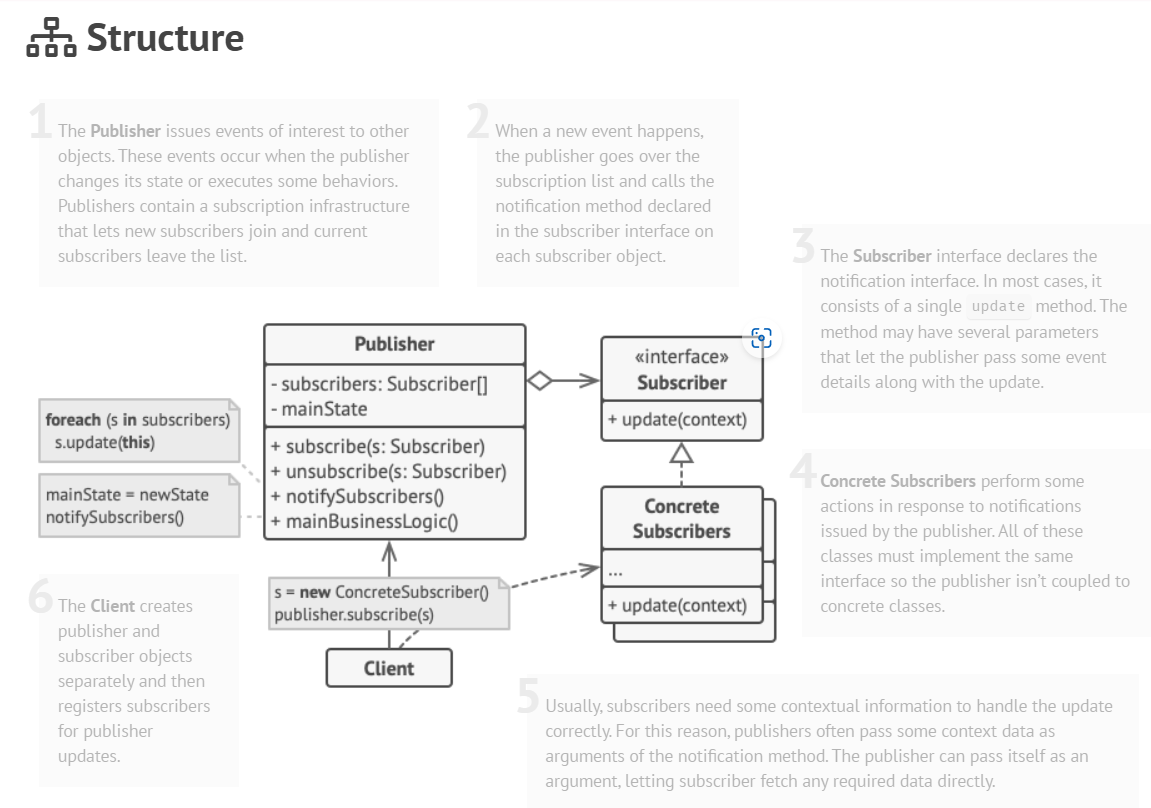 Structure
1
The Publisher issues events of interest to other
objects. These events occur when the publisher
changes its state or executes some behaviors.
Publishers contain a subscription infrastructure
that lets new subscribers join and current
subscribers leave the list.
2
When a new event happens,
the publisher goes over the
subscription list and calls the
notification method declared
in the subscriber interface on
each subscriber object.
3
The Subscriber interface declares the
notification interface. In most cases, it
consists of a single update method. The
method may have several parameters
that let the publisher pass some event
details along with the update.
Publisher
- subscribers: Subscriber[]
- mainState
+ subscribe(s: Subscriber)
+ unsubscribe(s: Subscriber)
+ notifySubscribers()
+ mainBusinessLogic()
«interface»
Subscriber
+ update(context)
foreach (s in subscribers)
s.update(this)
mainState = newState
notifySubscribers()
Concrete
Subscribers
...
+ update(context)
4
Concrete Subscribers perform some
actions in response to notifications
issued by the publisher. All of these
classes must implement the same
interface so the publisher isn't coupled to
concrete classes.
s = new ConcreteSubscriber()
publisher.subscribe(s)
Client
6
The Client creates
publisher and
subscriber objects
separately and then
registers subscribers
for publisher
updates.
5
Usually, subscribers need some contextual information to handle the update
correctly. For this reason, publishers often pass some context data as
arguments of the notification method. The publisher can pass itself as an
argument, letting subscriber fetch any required data directly.